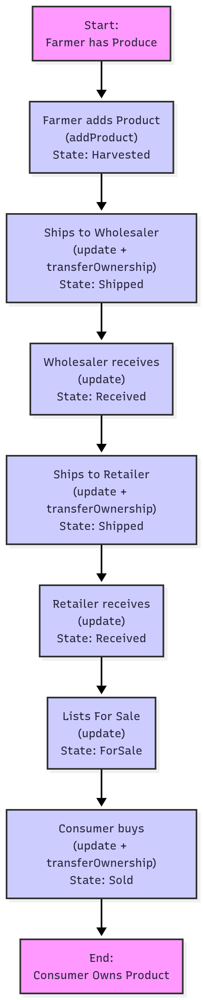 Start:
Farmer has Produce
Farmer adds Product
(addProduct)
State: Harvested
Ships to Wholesaler
(update +
transferOwnership)
State: Shipped
Wholesaler receives
(update)
State: Received
Ships to Retailer
(update +
transferOwnership)
State: Shipped
Retailer receives
(update)
State: Received
Lists For Sale
(update)
State: ForSale
Consumer buys
(update +
transferOwnership)
State: Sold
End:
Consumer Owns Product